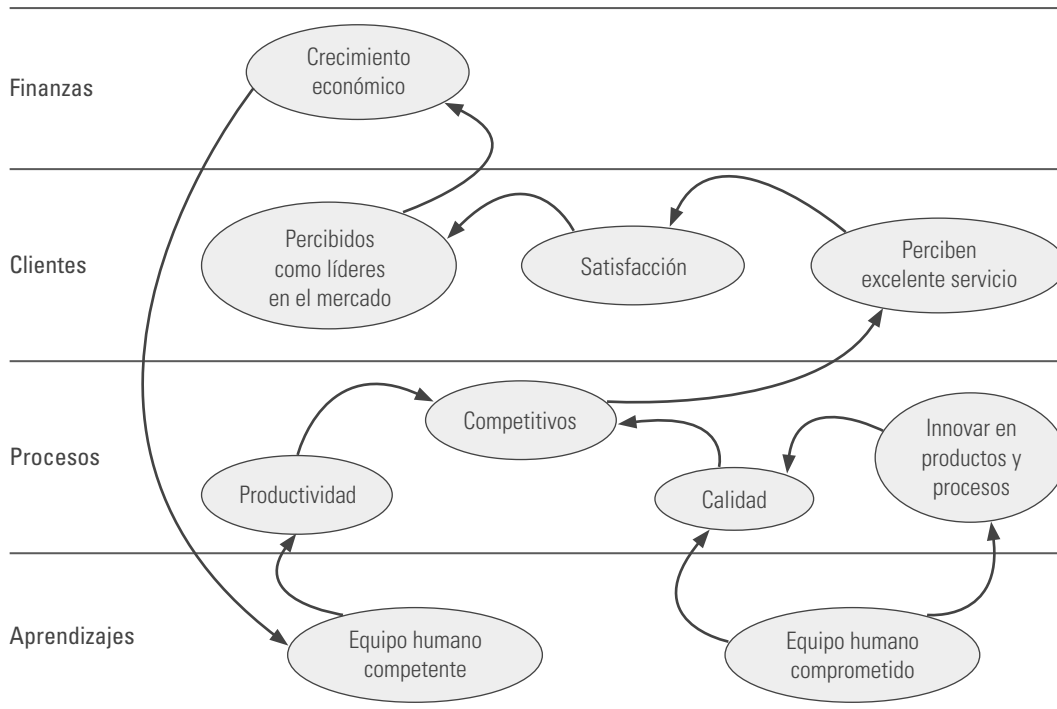 Finanzas
Crecimiento
económico
Clientes
Percibidos
como líderes
en el mercado
Satisfacción
Perciben
excelente servicio
Procesos
Competitivos
Productividad
Calidad
Innovar en
productos y
procesos
Aprendizajes
Equipo humano
competente
Equipo humano
comprometido